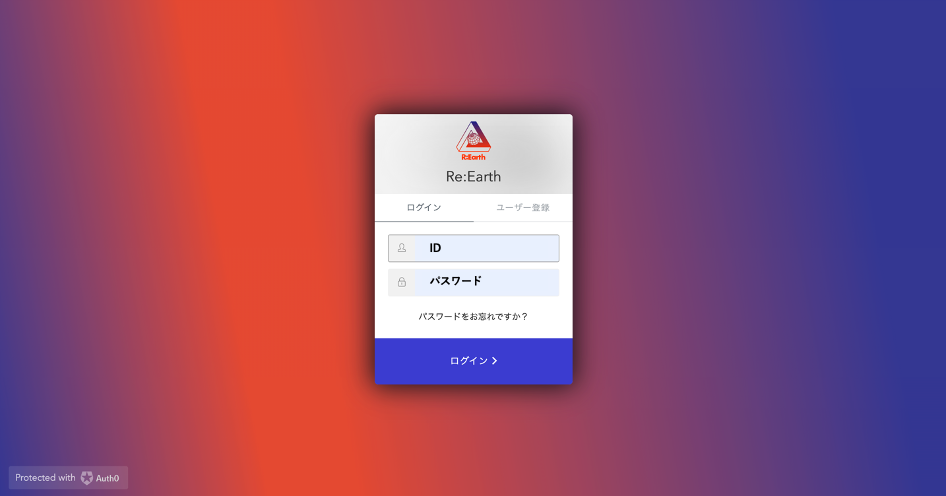 Re:Earth
Re:Earth
ログイン
ユーザー登録
ID
パスワード
パスワードをお忘れですか？
ログイン
Protected with Auth0